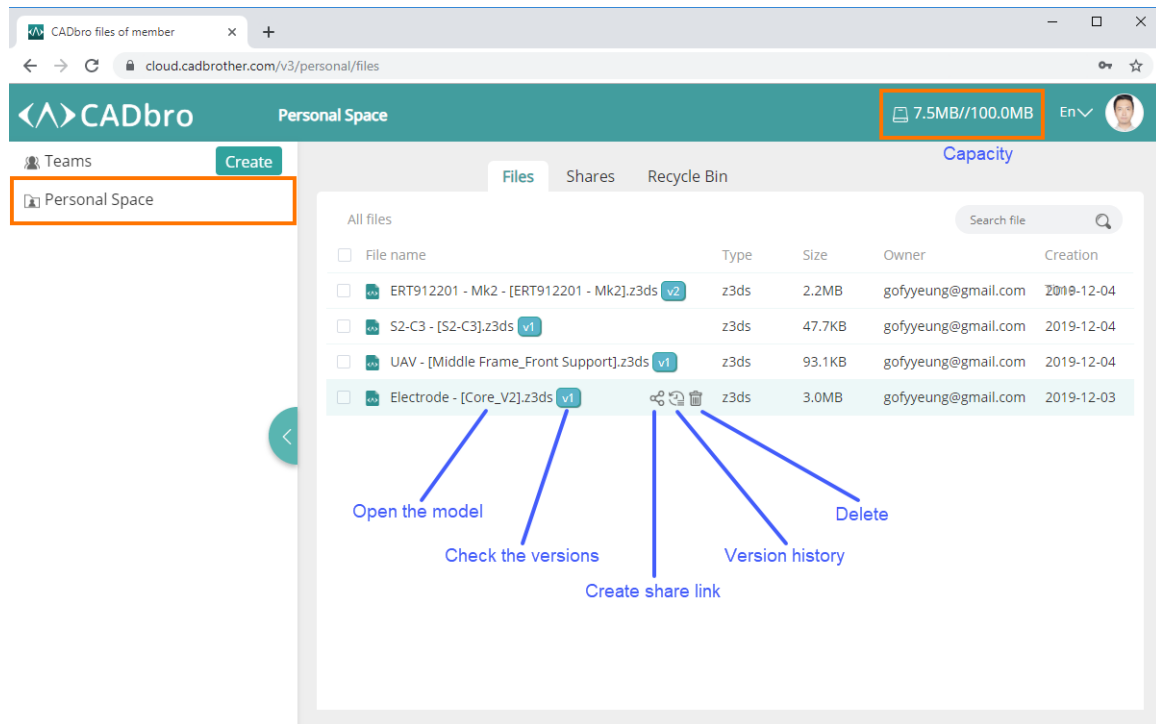 CADbro files of member
cloud.cadbrother.com/v3/personal/files
CADbro
Personal Space
7.5MB//100.0MB
En
Capacity
Teams
Create
Personal Space
Files Shares Recycle Bin
All files
Search file
File name Type Size Owner Creation
ERT912201 - Mk2 - [ERT912201 - Mk2].z3ds v2 z3ds 2.2MB gofyyeung@gmail.com 2019-12-04
S2-C3 - [S2-C3].z3ds v1 z3ds 47.7KB gofyyeung@gmail.com 2019-12-04
UAV - [Middle Frame_Front Support].z3ds v1 z3ds 93.1KB gofyyeung@gmail.com 2019-12-04
Electrode - [Core_V2].z3ds v1 z3ds 3.0MB gofyyeung@gmail.com 2019-12-03
Open the model
Delete
Check the versions
Version history
Create share link